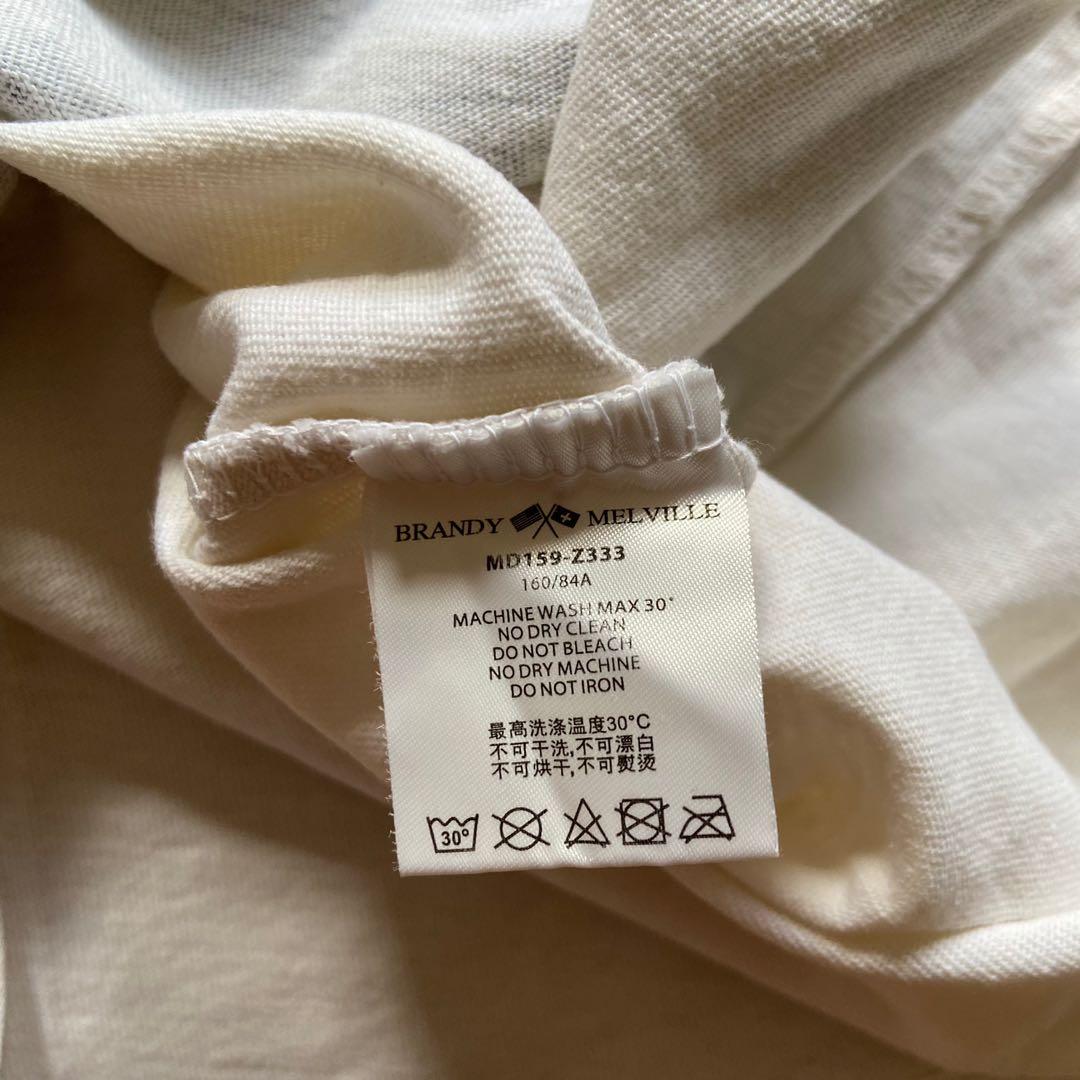 BRANDY MELVILLE
MD159-Z333
160/84A
MACHINE WASH MAX 30°
NO DRY CLEAN
DO NOT BLEACH
NO DRY MACHINE
DO NOT IRON
最高洗涤温度30°C
不可干洗,不可漂白
不可烘干,不可熨烫
30°